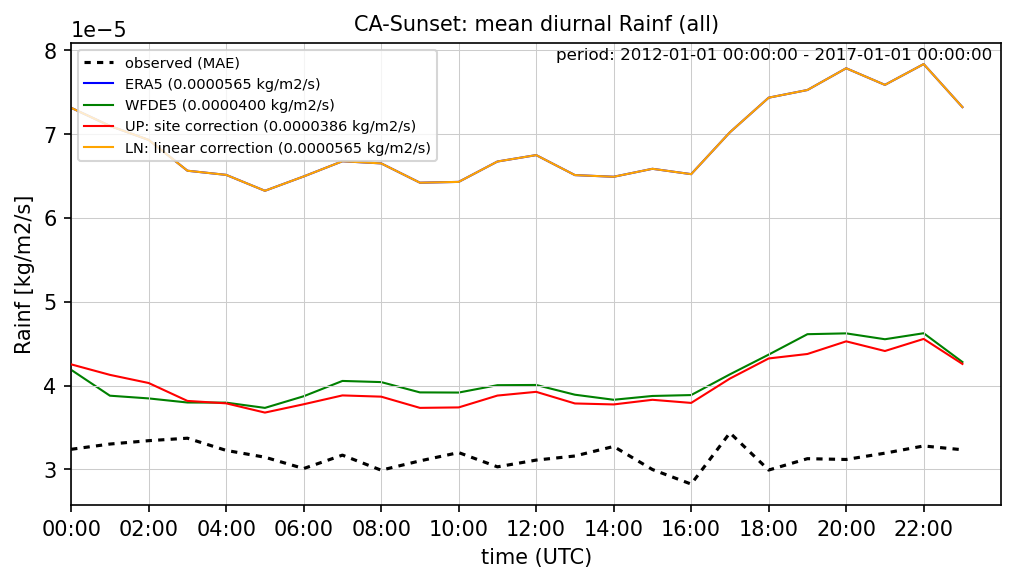 CA-Sunset: mean diurnal Rainf (all)
1e−5
period: 2012-01-01 00:00:00 - 2017-01-01 00:00:00
observed (MAE)
ERA5 (0.0000565 kg/m2/s)
WFDE5 (0.0000400 kg/m2/s)
UP: site correction (0.0000386 kg/m2/s)
LN: linear correction (0.0000565 kg/m2/s)
8
7
6
5
4
3
Rainf [kg/m2/s]
00:00 02:00 04:00 06:00 08:00 10:00 12:00 14:00 16:00 18:00 20:00 22:00
time (UTC)